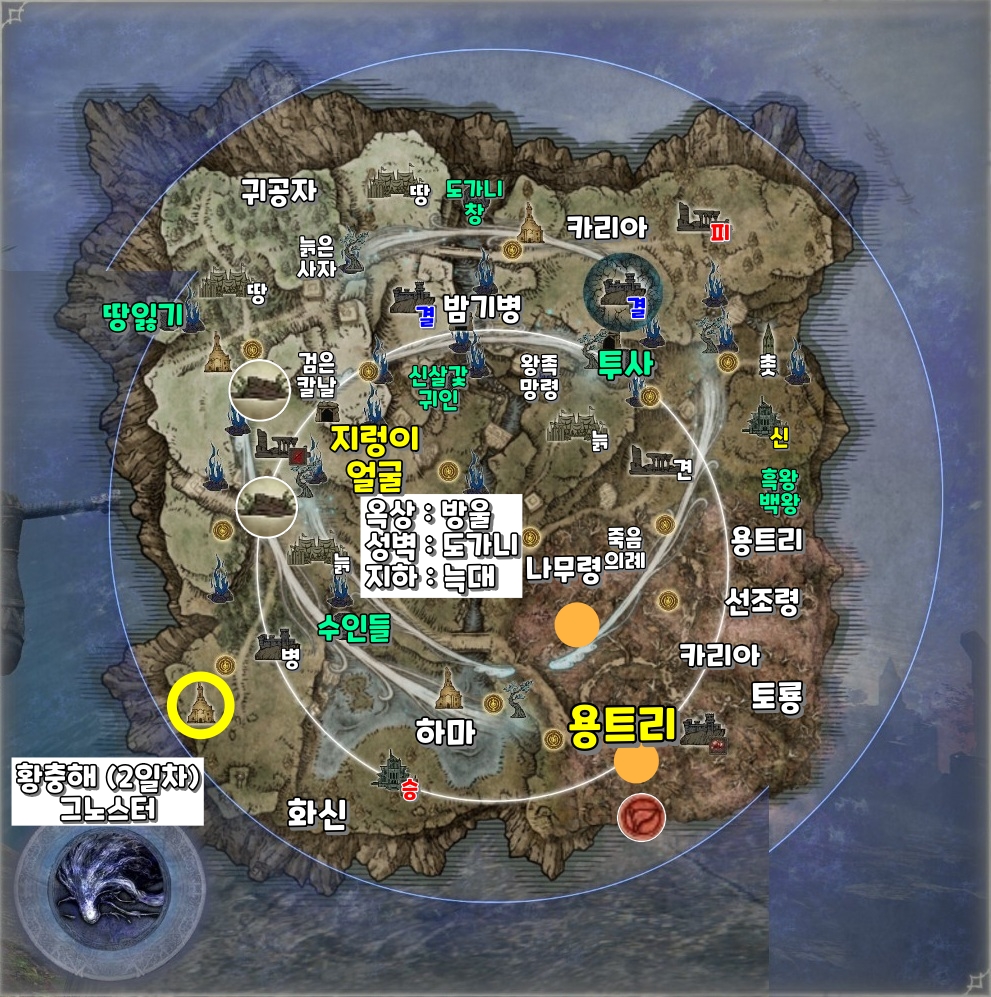 귀공자
땅
도가니
창
카리아
피
늙은
사자
땅
땅잃기
결
밤기병
결
검은
칼날
신살갗
귀인
왕족
망령
투사
촛
지렁이
얼굴
늙
견
신
흑왕
백왕
옥상 : 방울
성벽 : 도가니
지하 : 늑대
늙
나무령
죽음
의례
용트리
선조령
수인들
병
카리아
토룡
하마
용트리
승
황충해 (2일차)
그노스터
화신